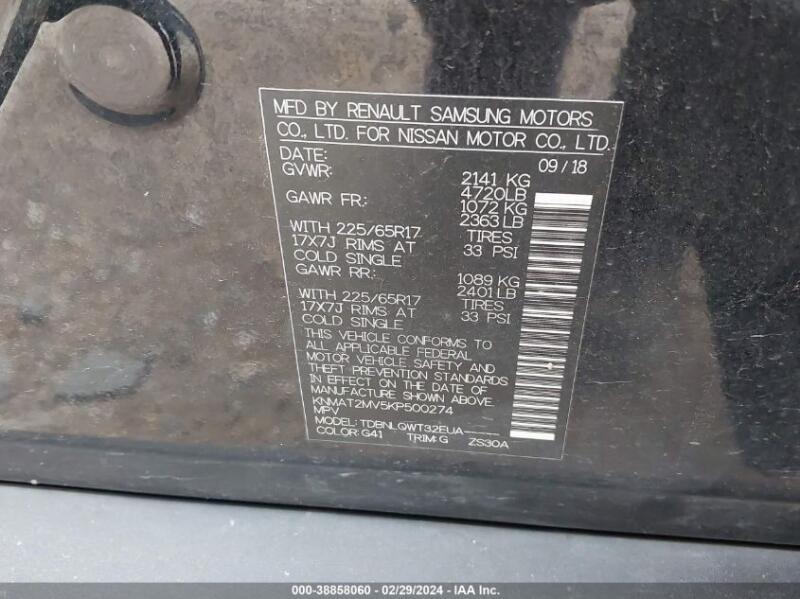 MFD BY RENAULT SAMSUNG MOTORS
CO., LTD. FOR NISSAN MOTOR CO., LTD.
DATE: 09/18
GVWR: 2141 KG
4720LB
GAWR FR: 1072 KG
2363LB
WITH 225/65R17 TIRES
17X7J RIMS AT 33 PSI
COLD SINGLE
GAWR RR: 1089 KG
2401LB
WITH 225/65R17 TIRES
17X7J RIMS AT 33 PSI
COLD SINGLE
THIS VEHICLE CONFORMS TO
ALL APPLICABLE FEDERAL
MOTOR VEHICLE SAFETY AND
THEFT PREVENTION STANDARDS
IN EFFECT ON THE DATE OF
MANUFACTURE SHOWN ABOVE.
KNMAT2MV5KP500274
MPV
MODEL: TDBNLQWT32EUA
COLOR: G41 TRIM: G ZS30A
000-38858060 - 02/29/2024 - IAA Inc.